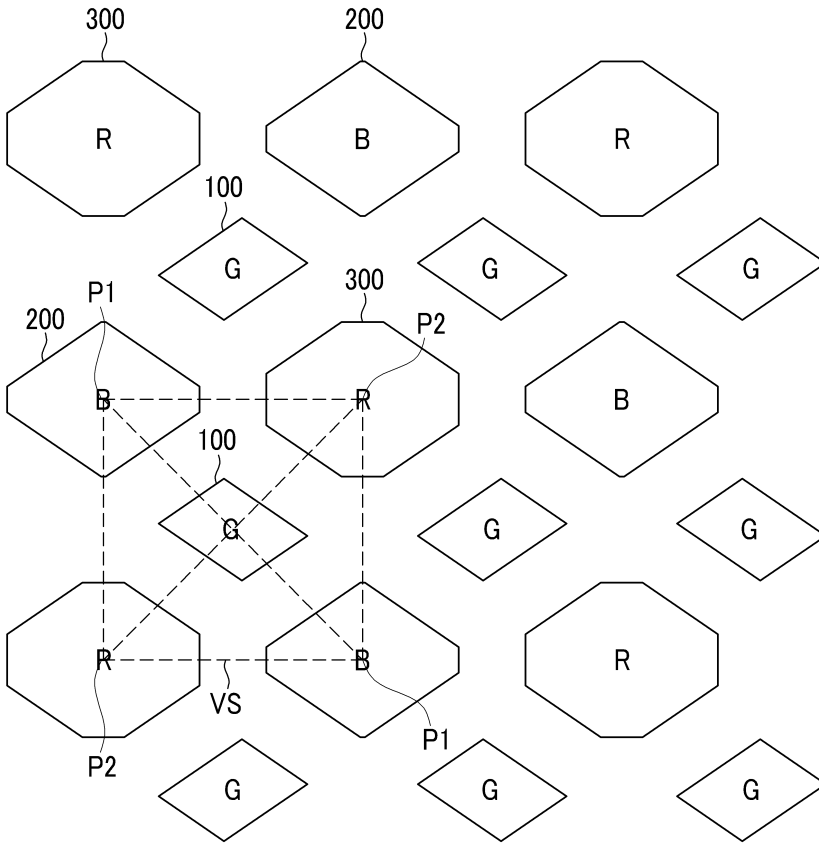 300 200
R B R
100
G G G
P1 300
200 P2
B R B
100
G G G
R B R
VS
P2 P1
G G G